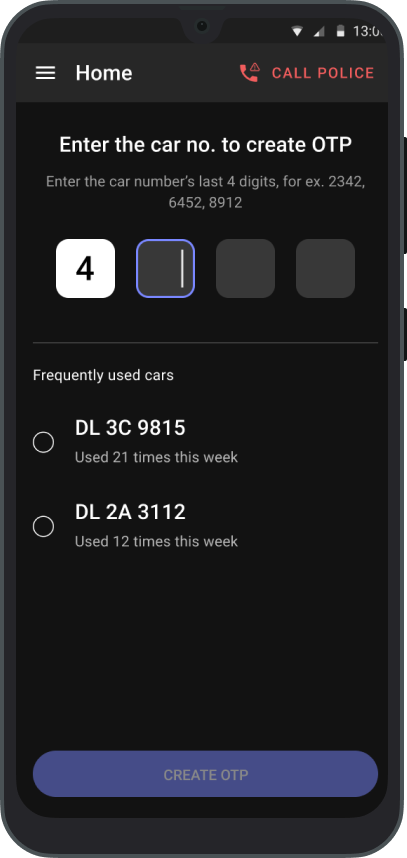 13:0
Home
CALL POLICE
Enter the car no. to create OTP
Enter the car number's last 4 digits, for ex. 2342,
6452, 8912
4
Frequently used cars
DL 3C 9815
Used 21 times this week
DL 2A 3112
Used 12 times this week
CREATE OTP